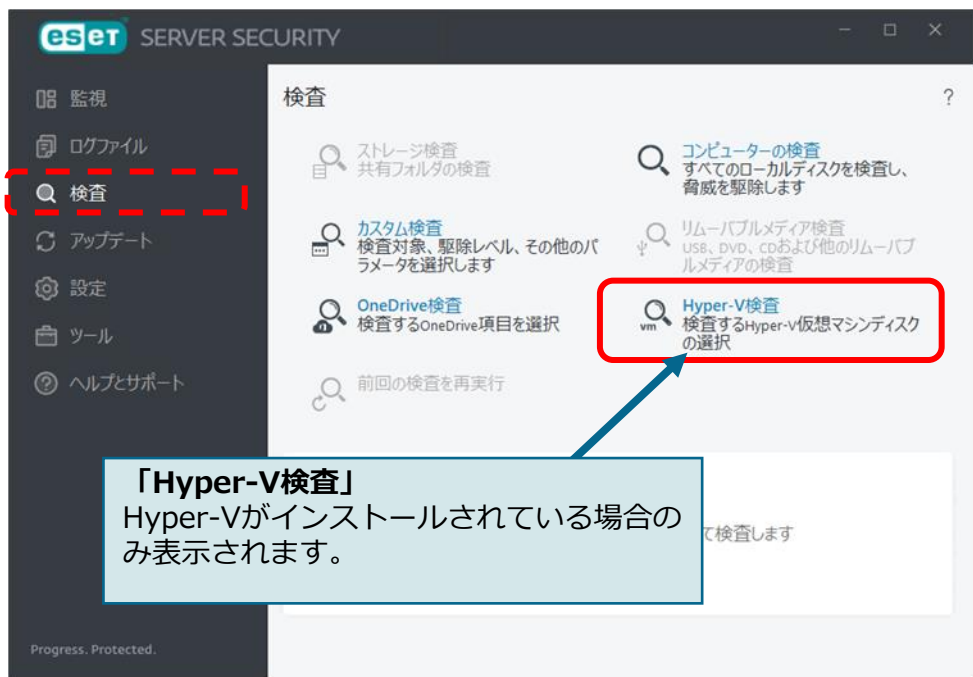 eset SERVER SECURITY
監視
ログファイル
検査
アップデート
設定
ツール
ヘルプとサポート
Progress. Protected.
検査
?
ストレージ検査
共有フォルダの検査
コンピューターの検査
すべてのローカルディスクを検査し、
脅威を駆除します
カスタム検査
検査対象、駆除レベル、その他のパ
ラメータを選択します
リムーバブルメディア検査
USB、DVD、CDおよび他のリムーバブ
ルメディアの検査
OneDrive検査
検査するOneDrive項目を選択
vm
Hyper-V検査
検査するHyper-V仮想マシンディスク
の選択
前回の検査を再実行
「Hyper-V検査」
Hyper-Vがインストールされている場合の
み表示されます。
て検査します